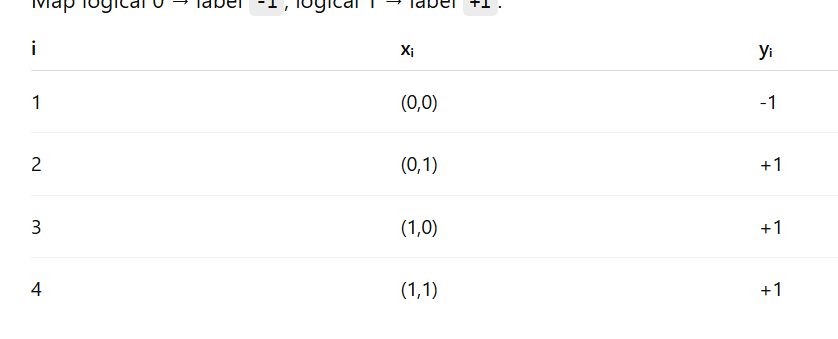 Map logical 0 → label -1, logical 1 → label +1.
i xᵢ yᵢ
1 (0,0) -1
2 (0,1) +1
3 (1,0) +1
4 (1,1) +1